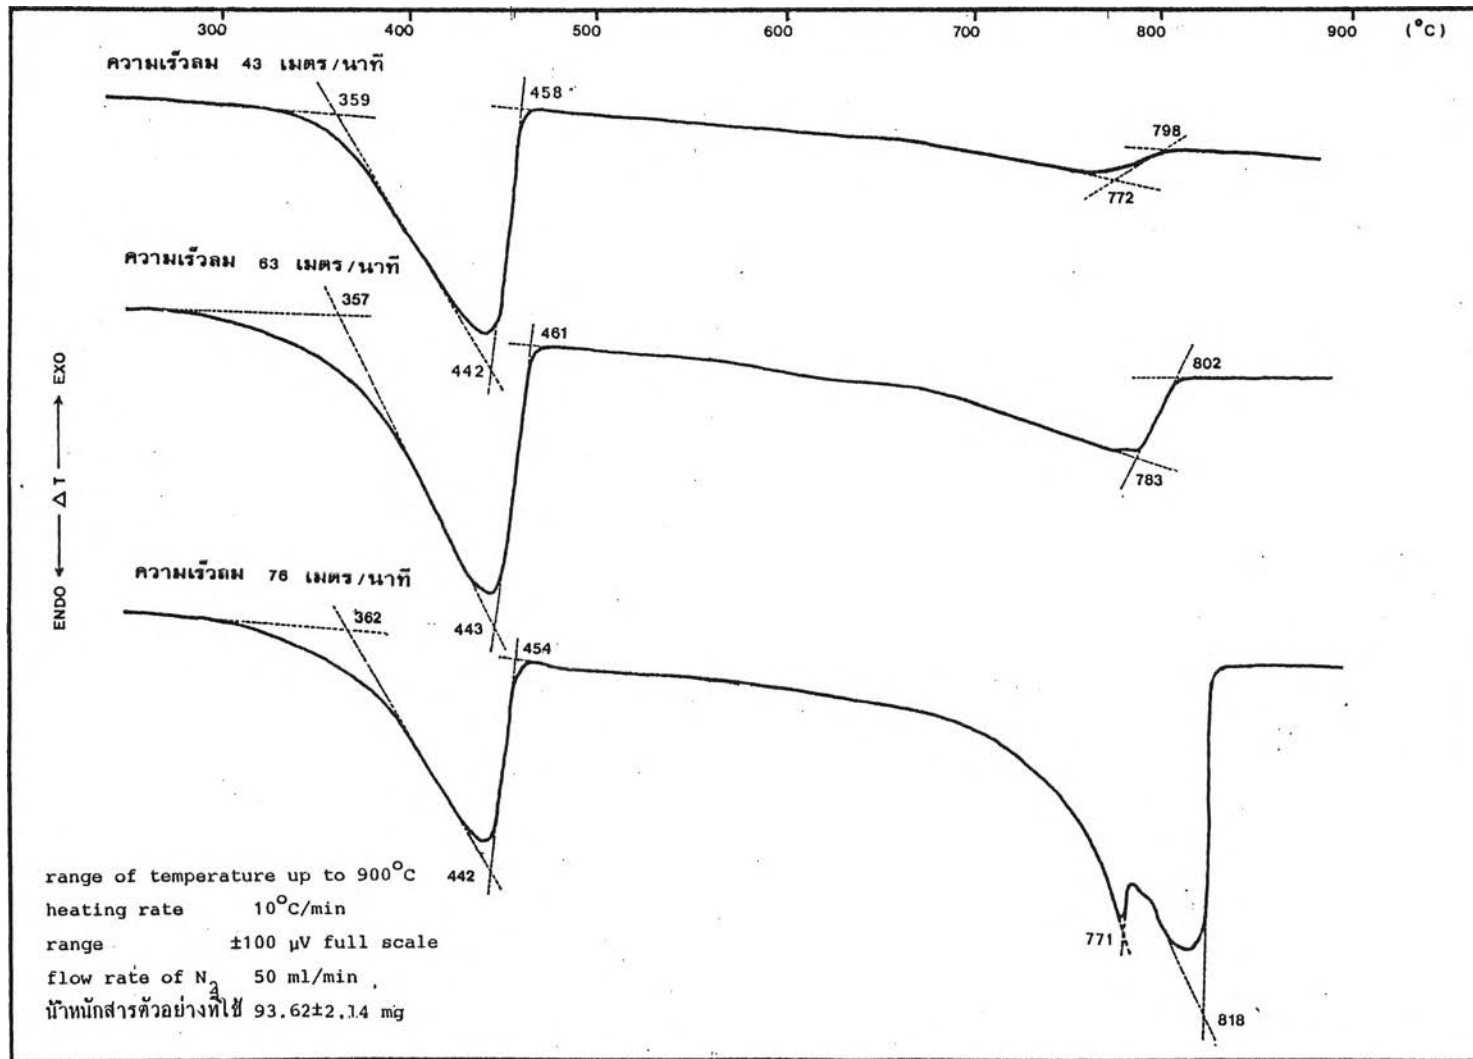 300 400 500 600 700 800 900 (°C)
ความเร็วลม 43 เมตร/นาที
359
458
798
772
442
ความเร็วลม 63 เมตร/นาที
357
461
802
783
443
ENDO ← Δ T → EXO
ความเร็วลม 76 เมตร/นาที
362
454
442
771
818
range of temperature up to 900°C
heating rate 10°C/min
range ±100 µV full scale
flow rate of N2 50 ml/min
น้ำหนักสารตัวอย่างที่ใช้ 93.62±2.14 mg